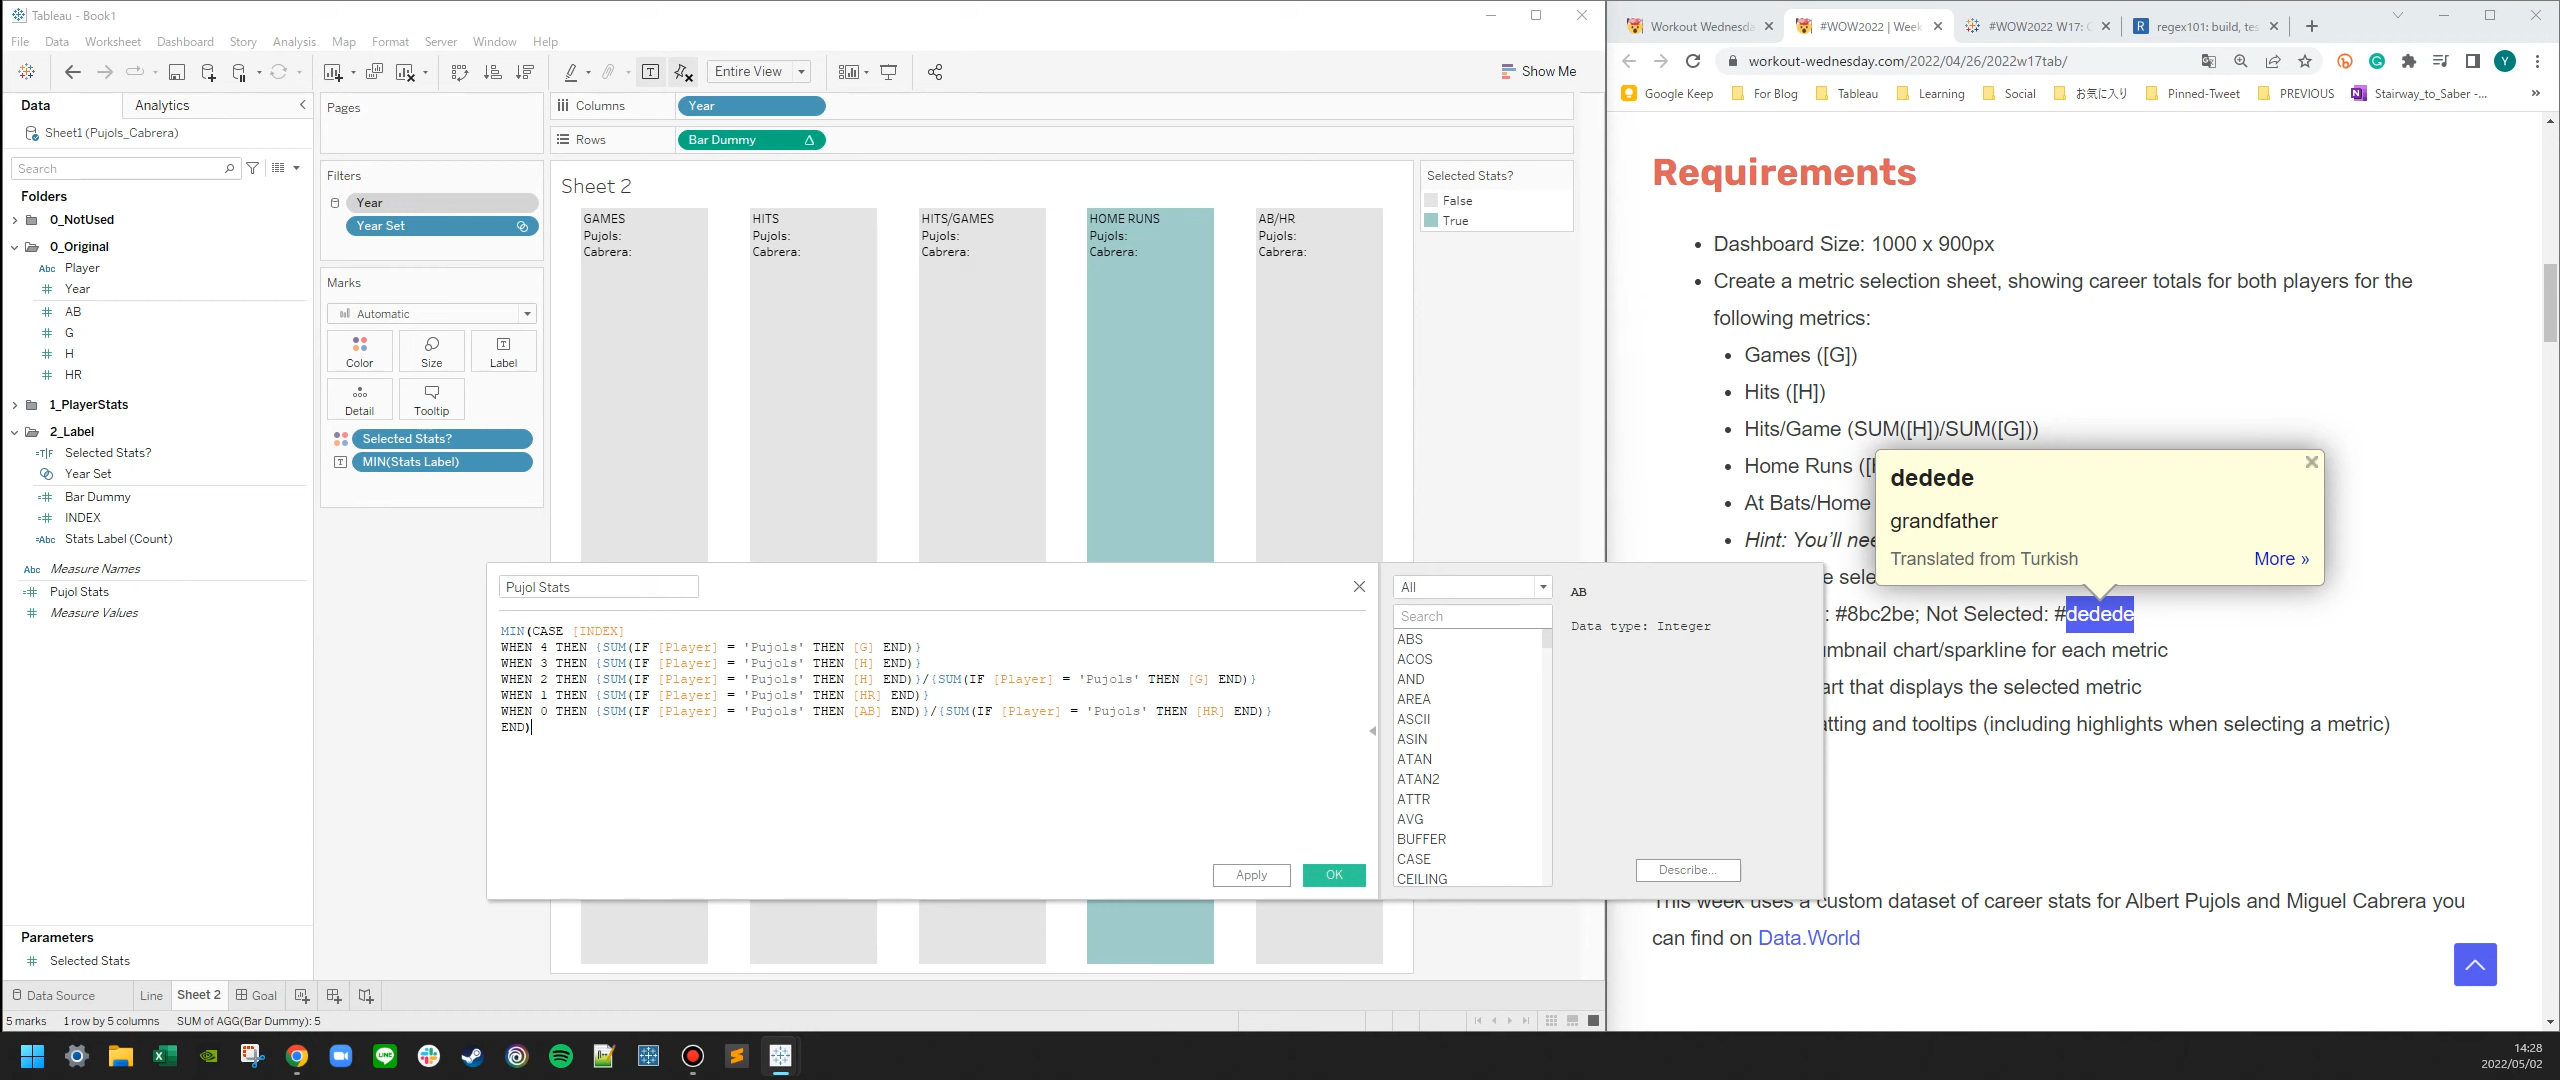 Tableau - Book1
File Data Worksheet Dashboard Story Analysis Map Format Server Window Help
Entire View
Show Me
Data Analytics
Sheet1 (Pujols_Cabrera)
Search
Folders
0_NotUsed
0_Original
Abc Player
Year
AB
G
H
HR
1_PlayerStats
2_Label
=T|F Selected Stats?
Year Set
Bar Dummy
INDEX
=Abc Stats Label (Count)
Abc Measure Names
Pujol Stats
Measure Values
Parameters
Selected Stats
Pages
Filters
Year
Year Set
Marks
Automatic
Color Size Label
Detail Tooltip
Selected Stats?
MIN(Stats Label)
Columns Year
Rows Bar Dummy
Sheet 2
GAMES
Pujols:
Cabrera:
HITS
Pujols:
Cabrera:
HITS/GAMES
Pujols:
Cabrera:
HOME RUNS
Pujols:
Cabrera:
AB/HR
Pujols:
Cabrera:
Selected Stats?
False
True
Pujol Stats
MIN(CASE [INDEX]
WHEN 4 THEN {SUM(IF [Player] = 'Pujols' THEN [G] END)}
WHEN 3 THEN {SUM(IF [Player] = 'Pujols' THEN [H] END)}
WHEN 2 THEN {SUM(IF [Player] = 'Pujols' THEN [H] END)}/{SUM(IF [Player] = 'Pujols' THEN [G] END)}
WHEN 1 THEN {SUM(IF [Player] = 'Pujols' THEN [HR] END)}
WHEN 0 THEN {SUM(IF [Player] = 'Pujols' THEN [AB] END)}/{SUM(IF [Player] = 'Pujols' THEN [HR] END)}
END)
Apply OK
All
Search
ABS
ACOS
AND
AREA
ASCII
ASIN
ATAN
ATAN2
ATTR
AVG
BUFFER
CASE
CEILING
AB
Data type: Integer
Describe...
Data Source Line Sheet 2 Goal
5 marks 1 row by 5 columns SUM of AGG(Bar Dummy): 5
Workout Wednesda
#WOW2022 | Week
#WOW2022 W17: C
regex101: build, tes
workout-wednesday.com/2022/04/26/2022w17tab/
Y
Google Keep For Blog Tableau Learning Social お気に入り Pinned-Tweet PREVIOUS Stairway_to_Saber -... »
Requirements
• Dashboard Size: 1000 x 900px
• Create a metric selection sheet, showing career totals for both players for the
following metrics:
• Games ([G])
• Hits ([H])
• Hits/Game (SUM([H])/SUM([G]))
• Home Runs ([
• At Bats/Home
• Hint: You'll nee
e sele
: #8bc2be; Not Selected: #dedede
umbnail chart/sparkline for each metric
art that displays the selected metric
atting and tooltips (including highlights when selecting a metric)
dedede
grandfather
Translated from Turkish More »
This week uses a custom dataset of career stats for Albert Pujols and Miguel Cabrera you
can find on Data.World
14:28
2022/05/02